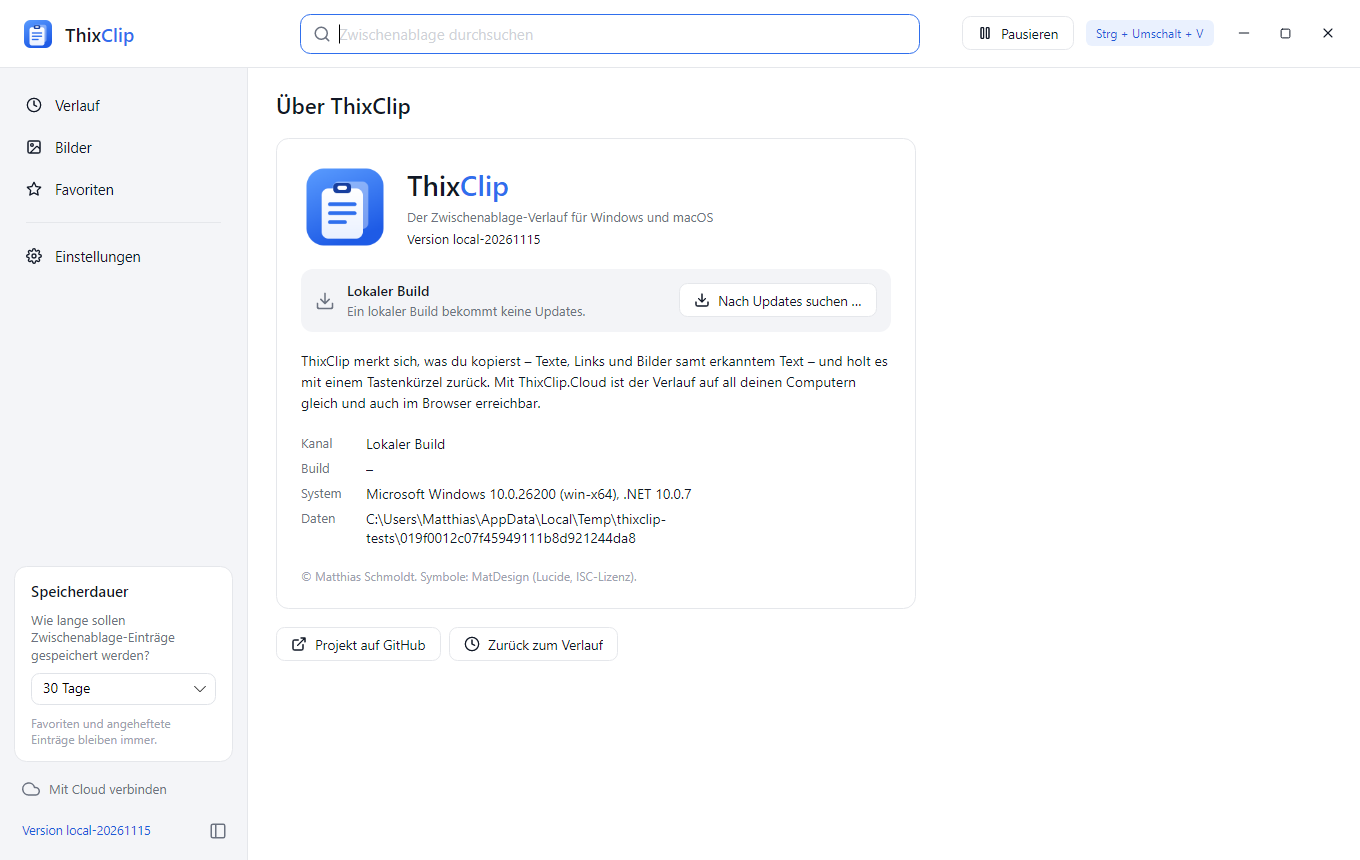 ThixClip
Zwischenablage durchsuchen
Pausieren
Strg + Umschalt + V
Verlauf
Bilder
Favoriten
Einstellungen
Über ThixClip
ThixClip
Der Zwischenablage-Verlauf für Windows und macOS
Version local-20261115
Lokaler Build
Ein lokaler Build bekommt keine Updates.
Nach Updates suchen ...
ThixClip merkt sich, was du kopierst – Texte, Links und Bilder samt erkanntem Text – und holt es
mit einem Tastenkürzel zurück. Mit ThixClip.Cloud ist der Verlauf auf all deinen Computern
gleich und auch im Browser erreichbar.
Kanal Lokaler Build
Build –
System Microsoft Windows 10.0.26200 (win-x64), .NET 10.0.7
Daten C:\Users\Matthias\AppData\Local\Temp\thixclip-
tests\019f0012c07f45949111b8d921244da8
© Matthias Schmoldt. Symbole: MatDesign (Lucide, ISC-Lizenz).
Projekt auf GitHub
Zurück zum Verlauf
Speicherdauer
Wie lange sollen
Zwischenablage-Einträge
gespeichert werden?
30 Tage
Favoriten und angeheftete
Einträge bleiben immer.
Mit Cloud verbinden
Version local-20261115